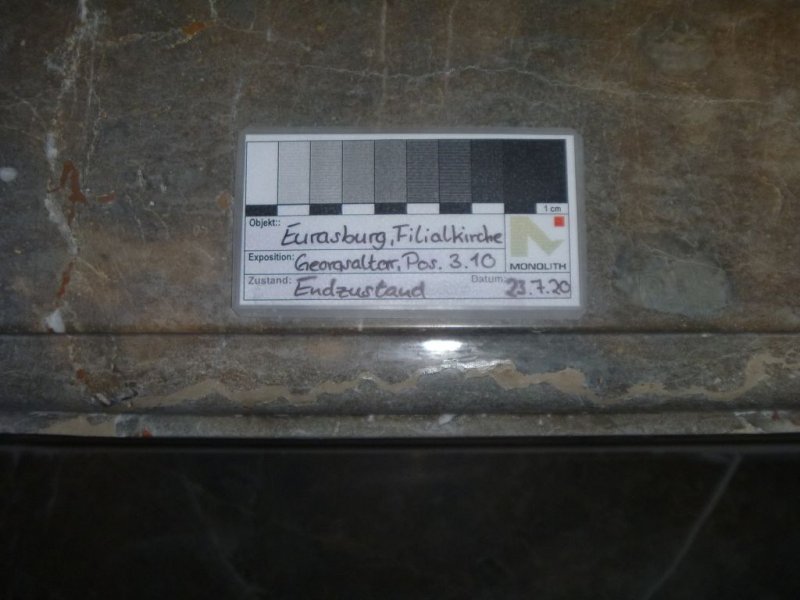 1 cm
Objekt:: Eurasburg, Filialkirche
Exposition: Georgsaltar, Pos. 3.10
MONOLITH
Zustand: Endzustand Datum: 23.7.20